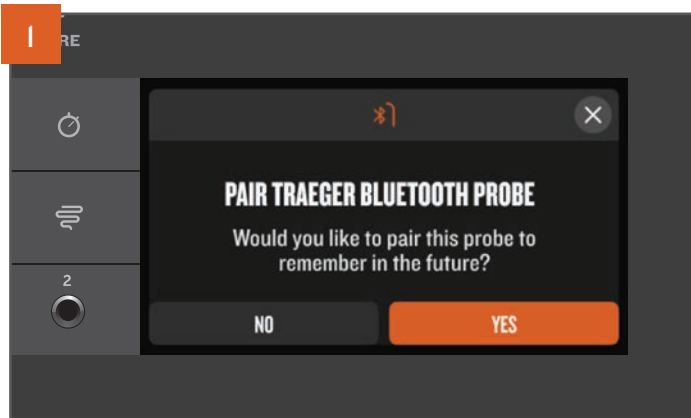 1
RE
PAIR TRAEGER BLUETOOTH PROBE
Would you like to pair this probe to
remember in the future?
2
NO
YES